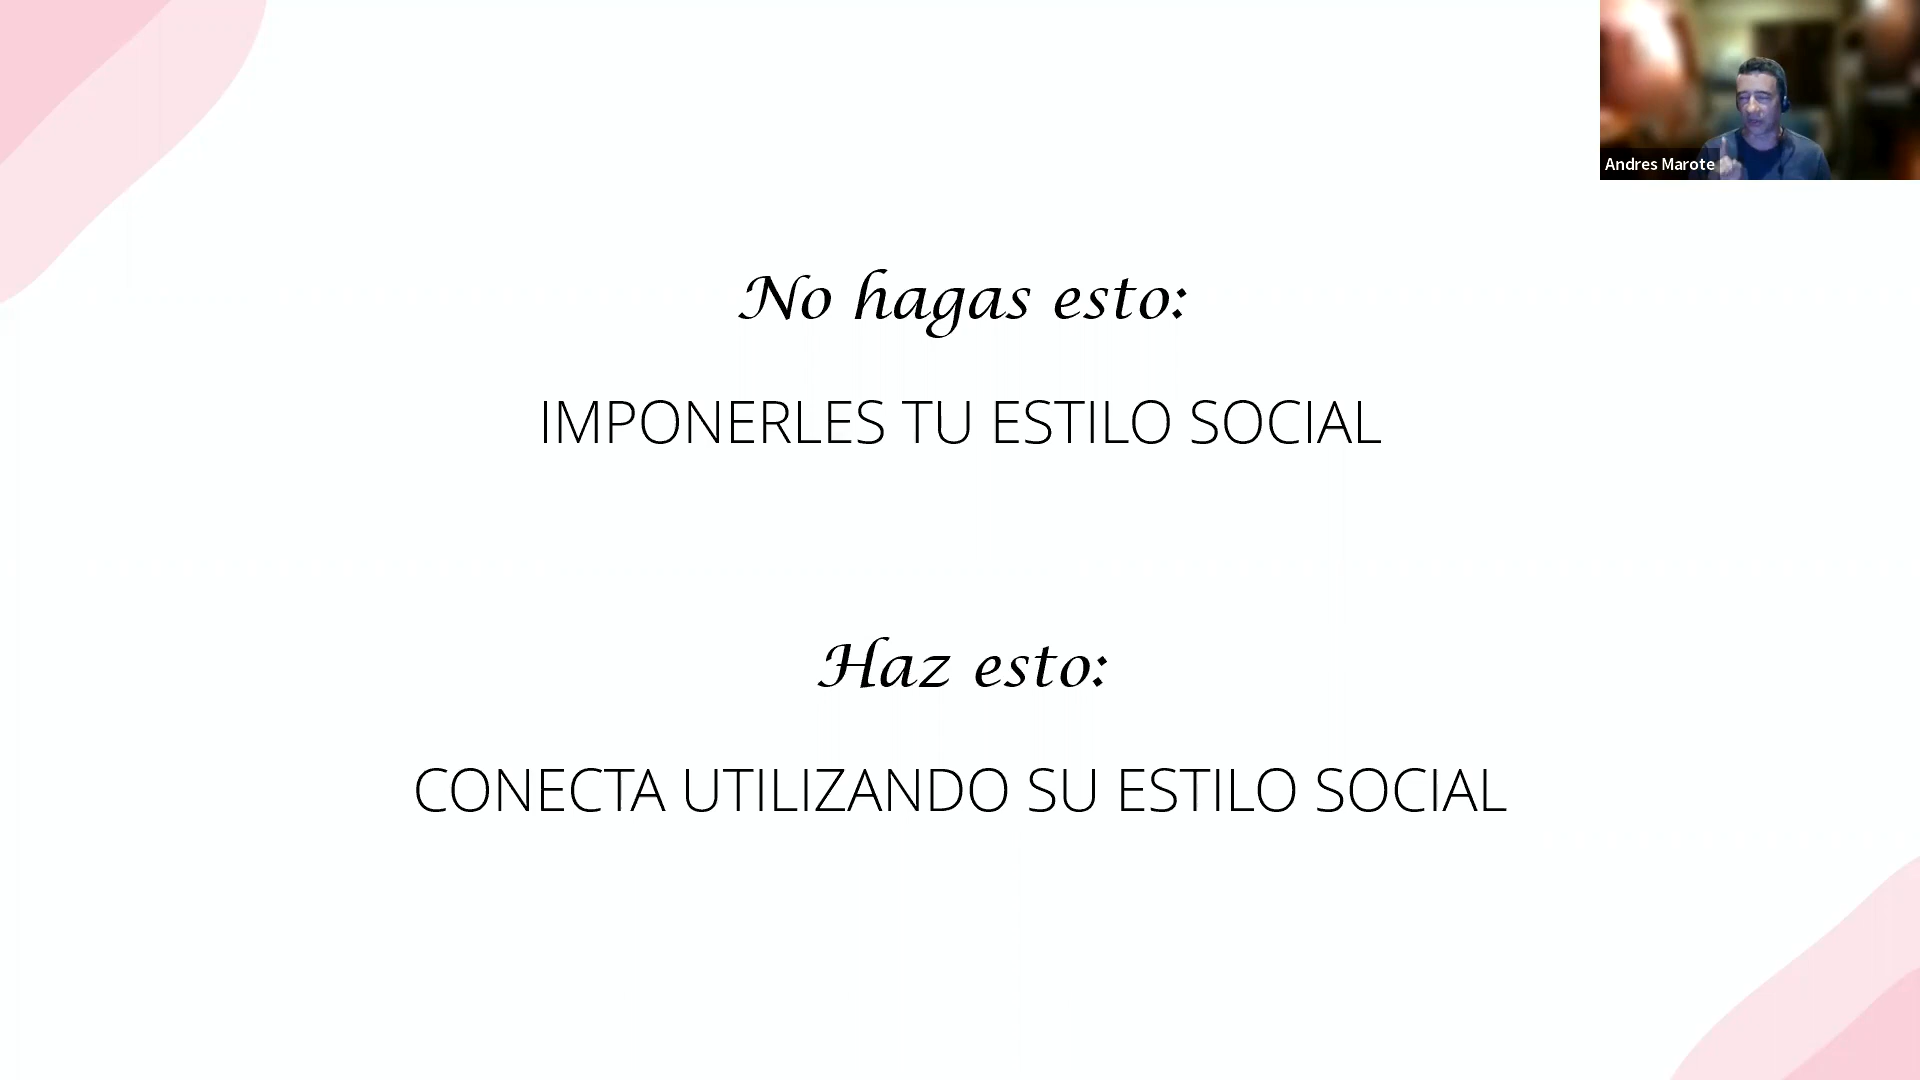 Andres Marote
No hagas esto:
IMPONERLES TU ESTILO SOCIAL
Haz esto:
CONECTA UTILIZANDO SU ESTILO SOCIAL